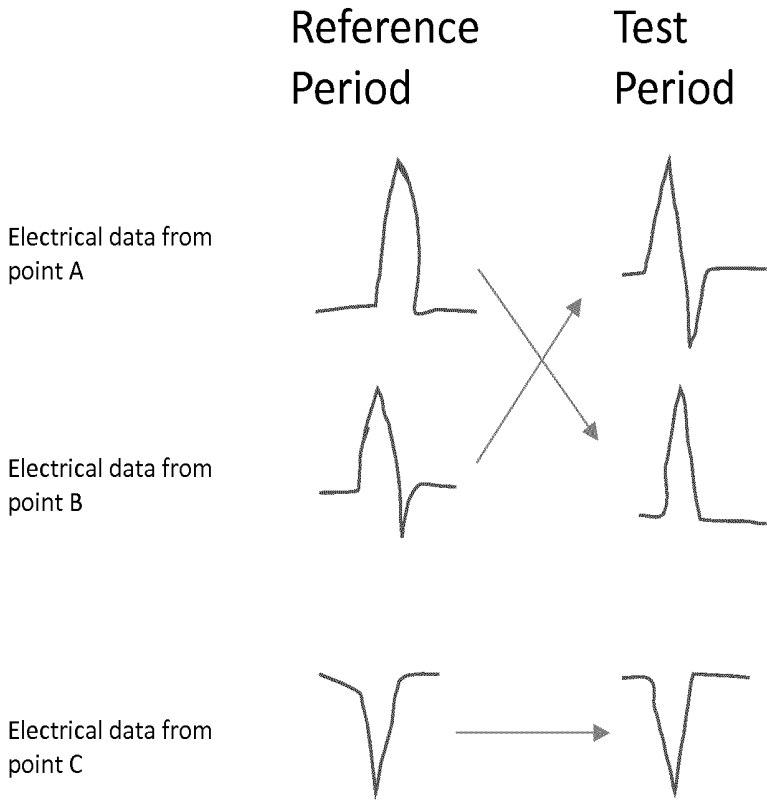 Reference
Period
Test
Period
Electrical data from
point A
Electrical data from
point B
Electrical data from
point C